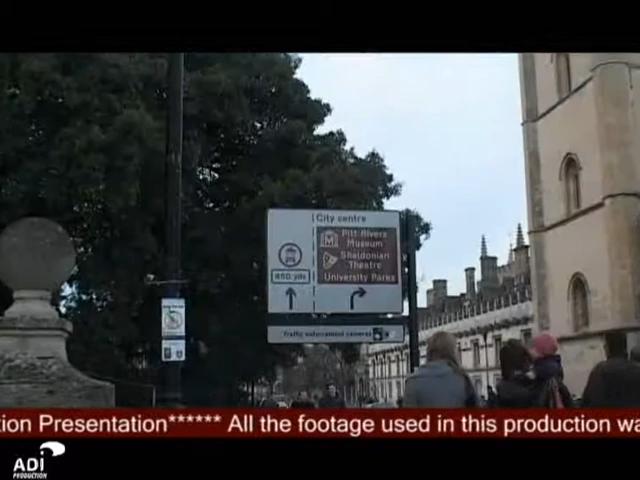 City centre
Pitt Rivers
Museum
Sheldonian
Theatre
University Parks
450 yds
Traffic enforcement cameras
tion Presentation****** All the footage used in this production wa
ADi
PRODUCTION